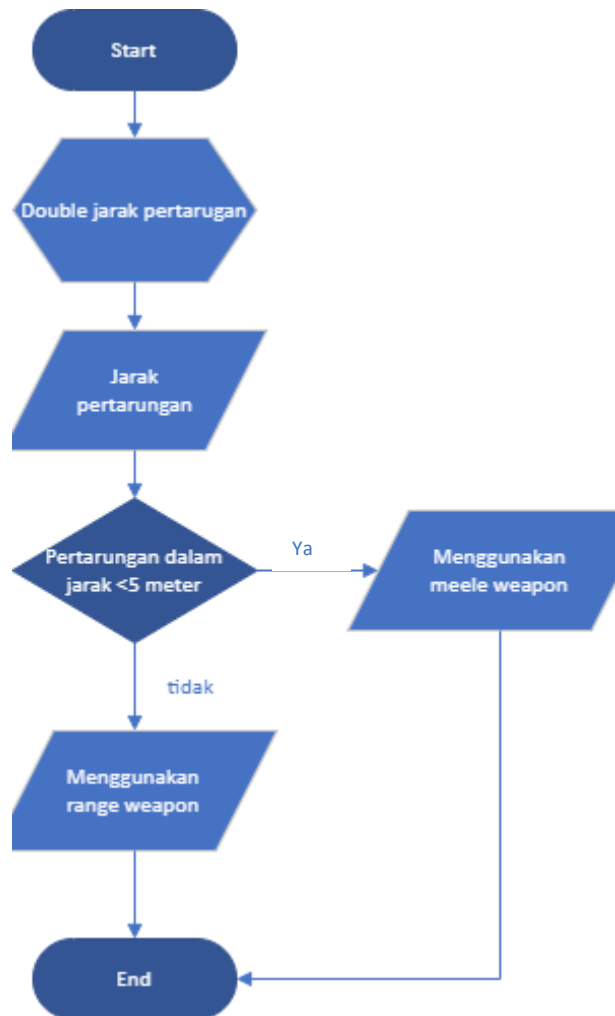 Start
Double jarak pertarugan
Jarak
pertarungan
Pertarungan dalam
jarak <5 meter
Ya
Menggunakan
meele weapon
tidak
Menggunakan
range weapon
End